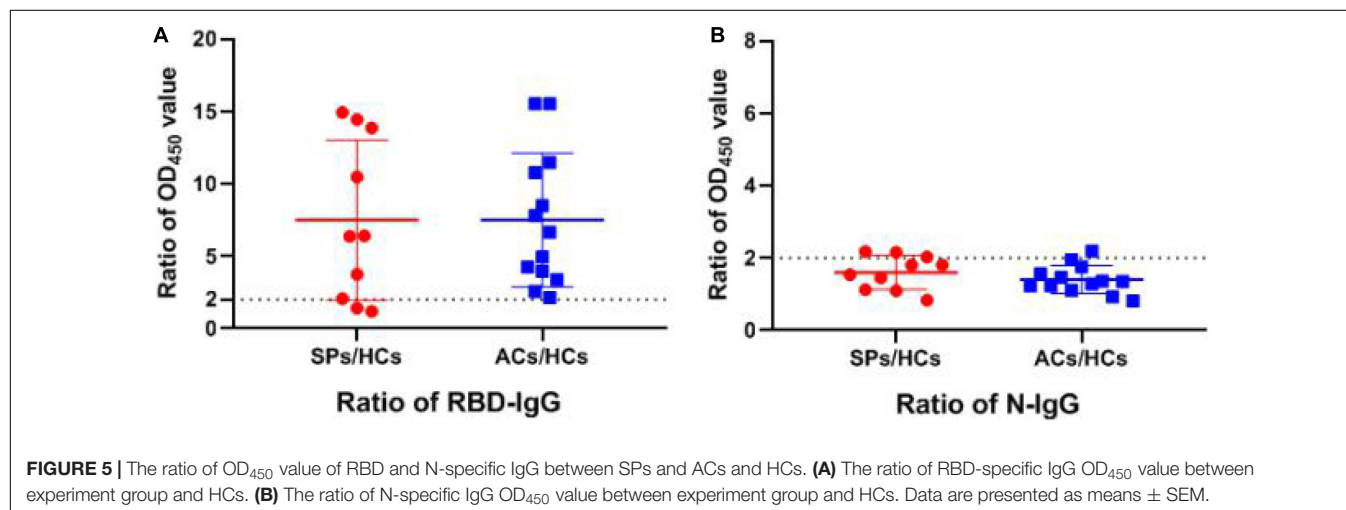 A
Ratio of OD450 value
20
15
10
5
2
0
SPs/HCs ACs/HCs
Ratio of RBD-IgG
B
Ratio of OD450 value
8
6
4
2
0
SPs/HCs ACs/HCs
Ratio of N-IgG
FIGURE 5 | The ratio of OD450 value of RBD and N-specific IgG between SPs and ACs and HCs. (A) The ratio of RBD-specific IgG OD450 value between
experiment group and HCs. (B) The ratio of N-specific IgG OD450 value between experiment group and HCs. Data are presented as means ± SEM.